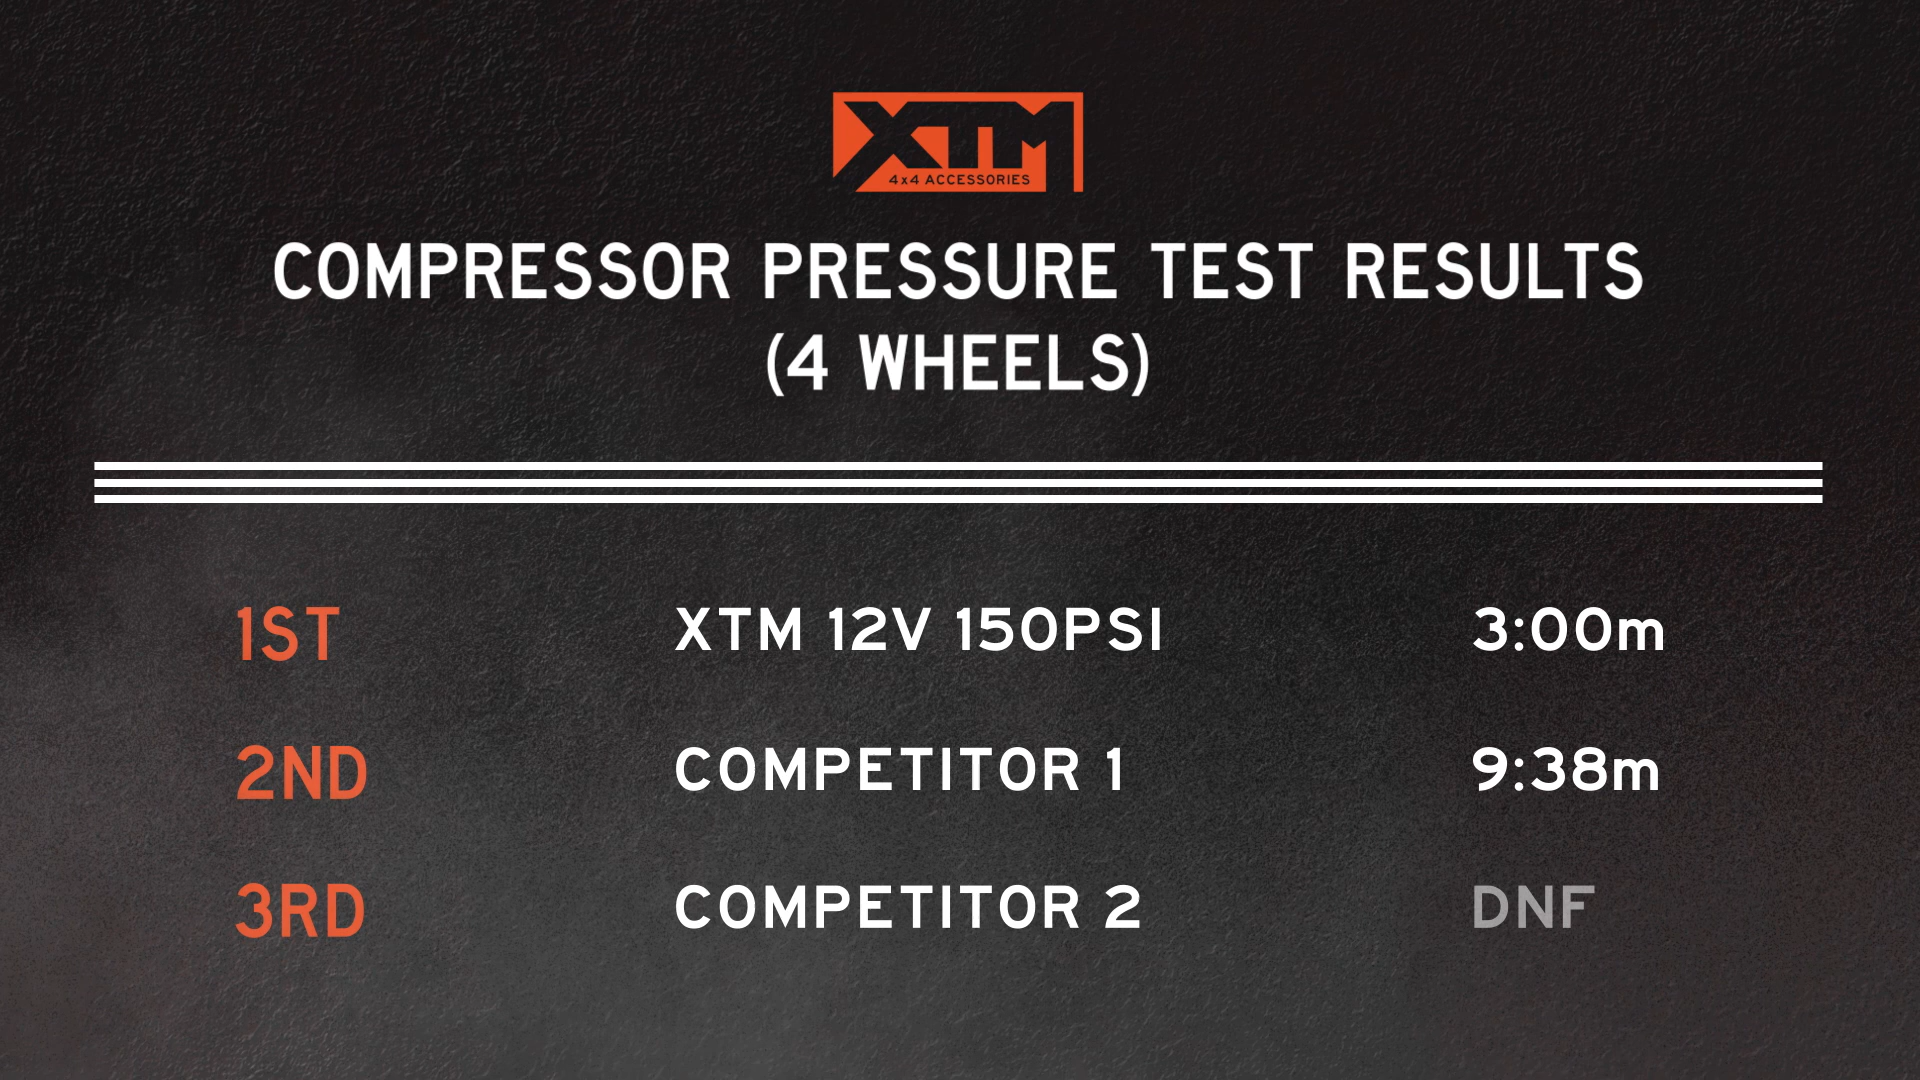 XTM
4x4 ACCESSORIES
COMPRESSOR PRESSURE TEST RESULTS
(4 WHEELS)
1ST XTM 12V 150PSI 3:00m
2ND COMPETITOR 1 9:38m
3RD COMPETITOR 2 DNF